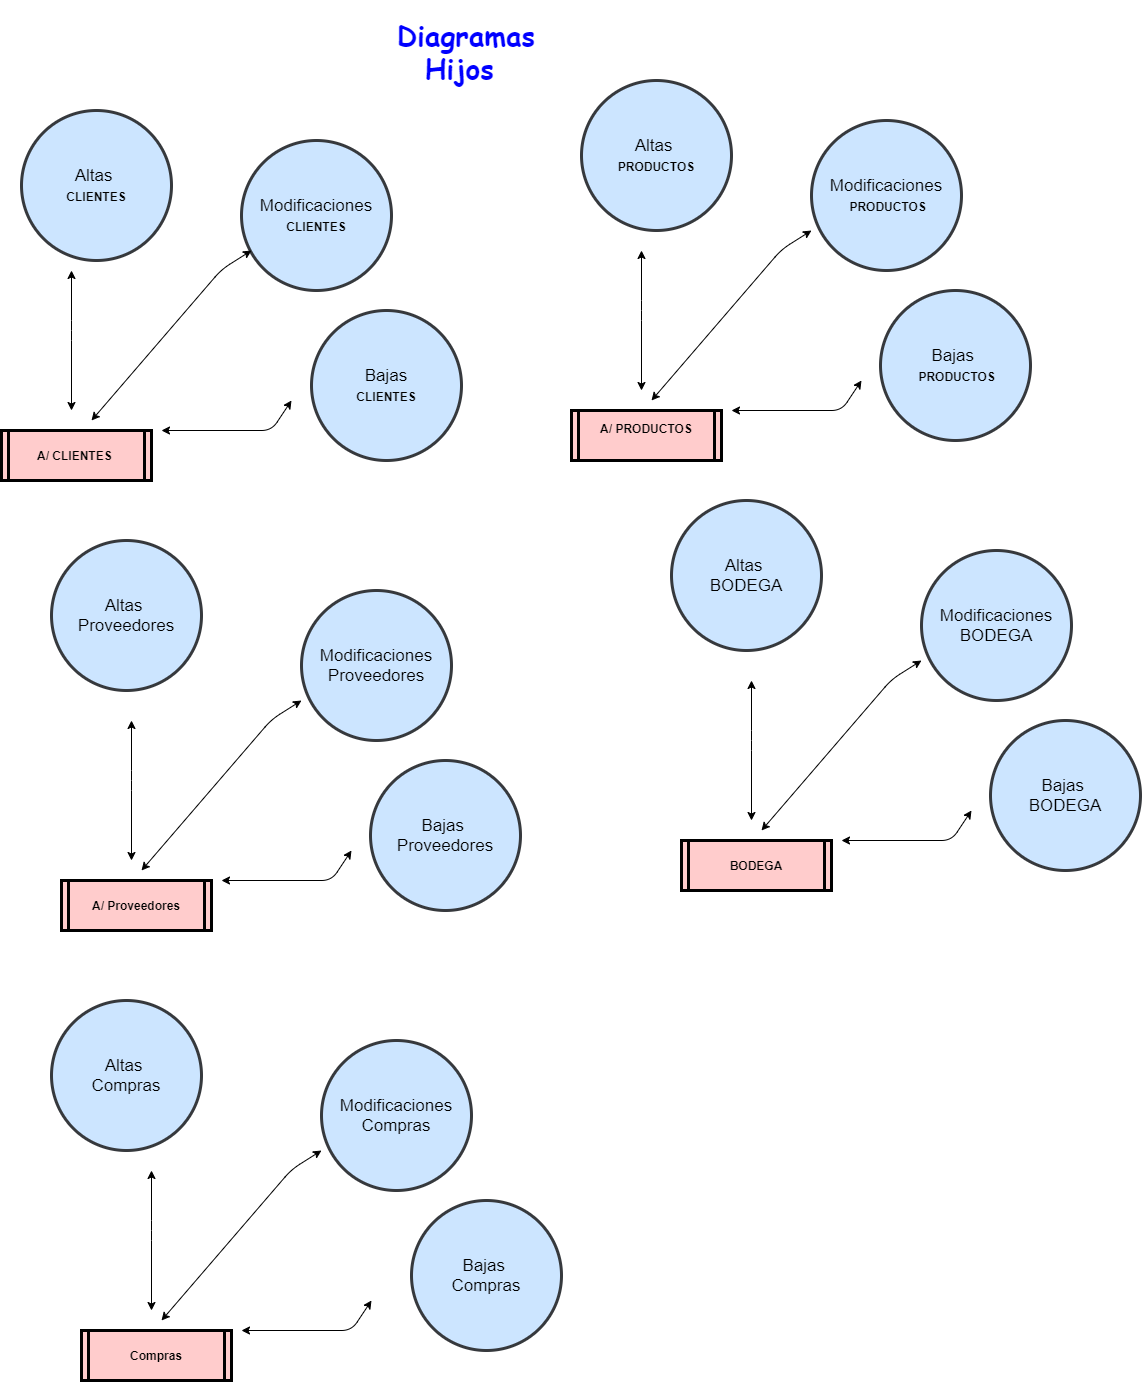 Diagramas
Hijos
Altas
CLIENTES
Modificaciones
CLIENTES
Bajas
CLIENTES
A/ CLIENTES
Altas
PRODUCTOS
Modificaciones
PRODUCTOS
Bajas
PRODUCTOS
A/ PRODUCTOS
Altas
Proveedores
Modificaciones
Proveedores
Bajas
Proveedores
A/ Proveedores
Altas
BODEGA
Modificaciones
BODEGA
Bajas
BODEGA
BODEGA
Altas
Compras
Modificaciones
Compras
Bajas
Compras
Compras